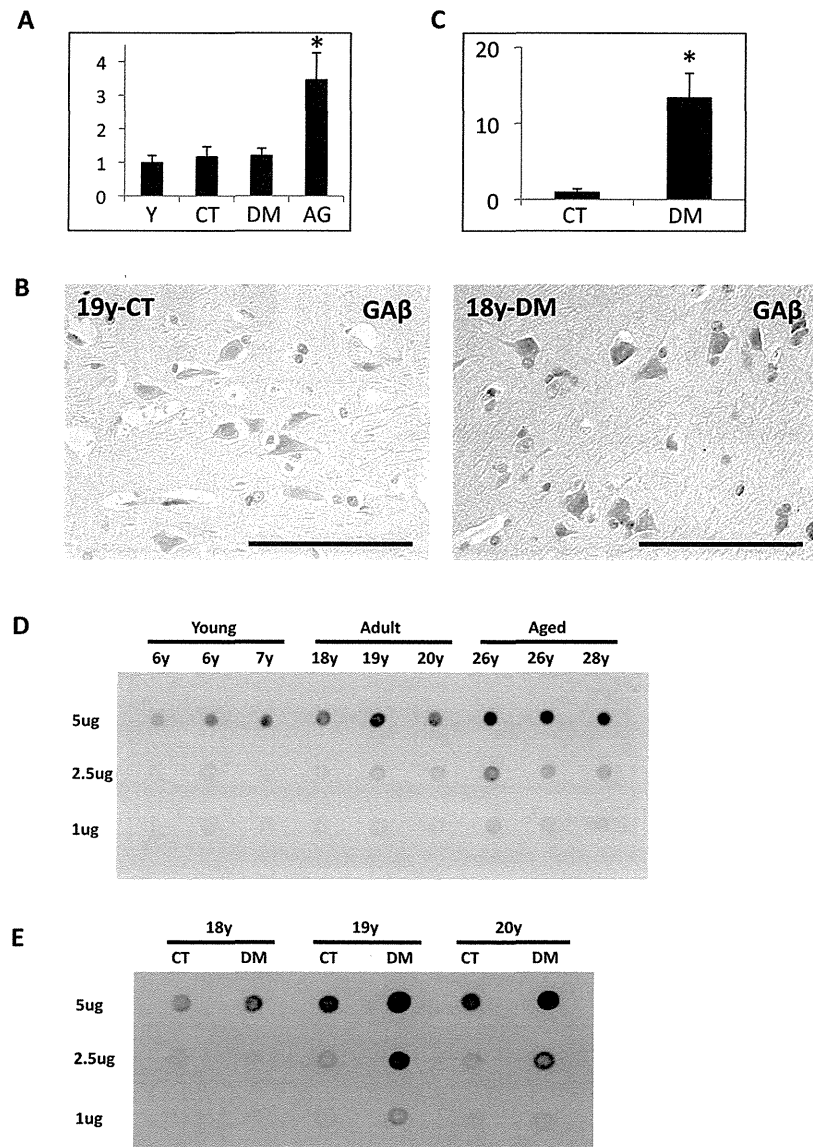 A
*
4
3
2
1
0
Y CT DM AG
C
*
20
10
0
CT DM
B
19y-CT GAβ
18y-DM GAβ
D
Young Adult Aged
6y 6y 7y 18y 19y 20y 26y 26y 28y
5ug
2.5ug
1ug
E
18y 19y 20y
CT DM CT DM CT DM
5ug
2.5ug
1ug